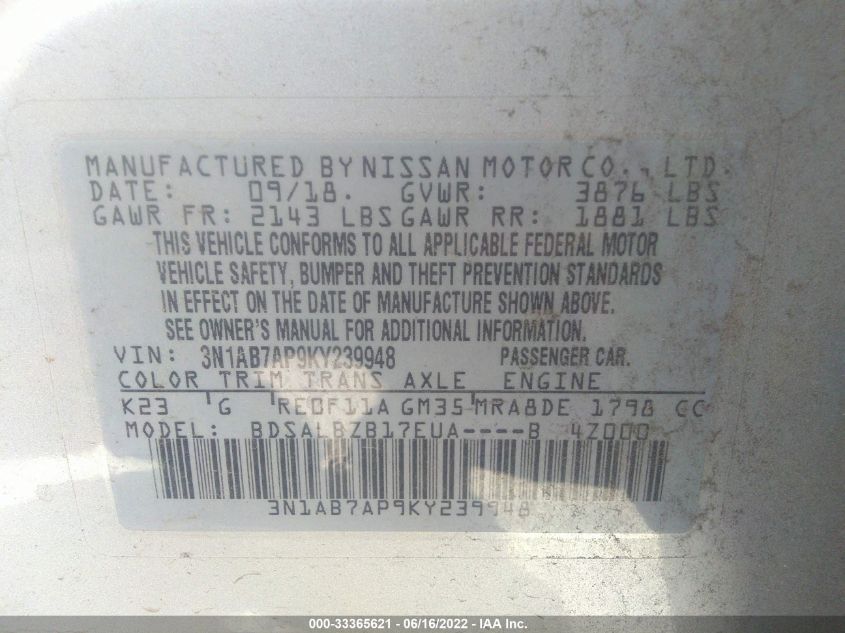 MANUFACTURED BY NISSAN MOTOR CO., LTD.
DATE: 09/18. GVWR: 3876 LBS
GAWR FR: 2143 LBS GAWR RR: 1881 LBS
THIS VEHICLE CONFORMS TO ALL APPLICABLE FEDERAL MOTOR
VEHICLE SAFETY, BUMPER AND THEFT PREVENTION STANDARDS
IN EFFECT ON THE DATE OF MANUFACTURE SHOWN ABOVE.
SEE OWNER'S MANUAL FOR ADDITIONAL INFORMATION.
VIN: 3N1AB7AP9KY239948 PASSENGER CAR.
COLOR TRIM TRANS AXLE ENGINE
K23 G RE0F11A GM35 MRA8DE 1798 CC
MODEL: BDSALBZB17EUA----B 4Z000
3N1AB7AP9KY239948
000-33365621 - 06/16/2022 - IAA Inc.